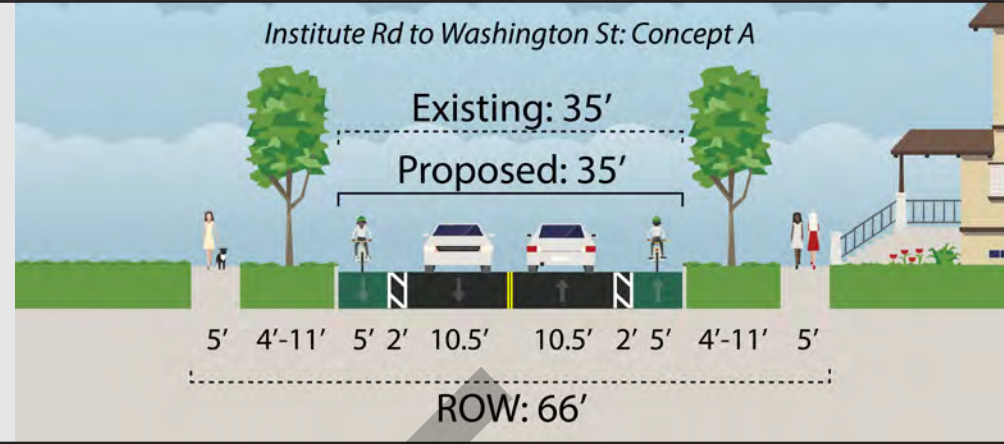 Institute Rd to Washington St: Concept A
Existing: 35′
Proposed: 35′
5′ 4′-11′ 5′ 2′ 10.5′ 10.5′ 2′ 5′ 4′-11′ 5′
ROW: 66′